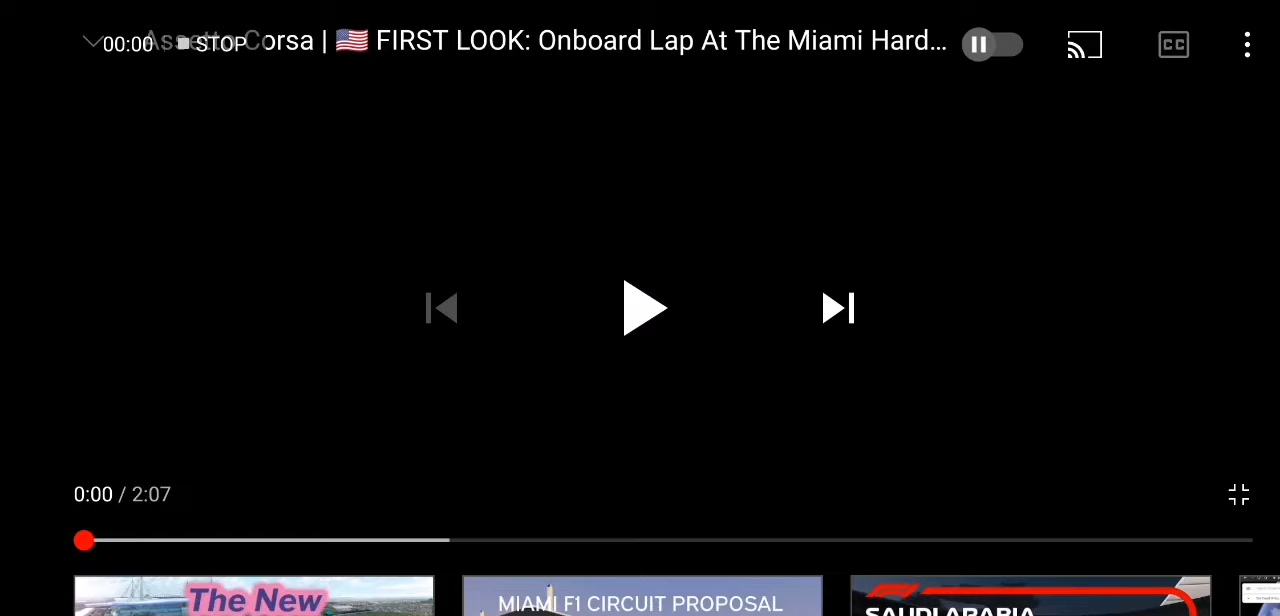 00:00 STOP
Assetto Corsa | 🇺🇸 FIRST LOOK: Onboard Lap At The Miami Hard...
CC
0:00 / 2:07
The New
MIAMI F1 CIRCUIT PROPOSAL
SAUDI ARABIA